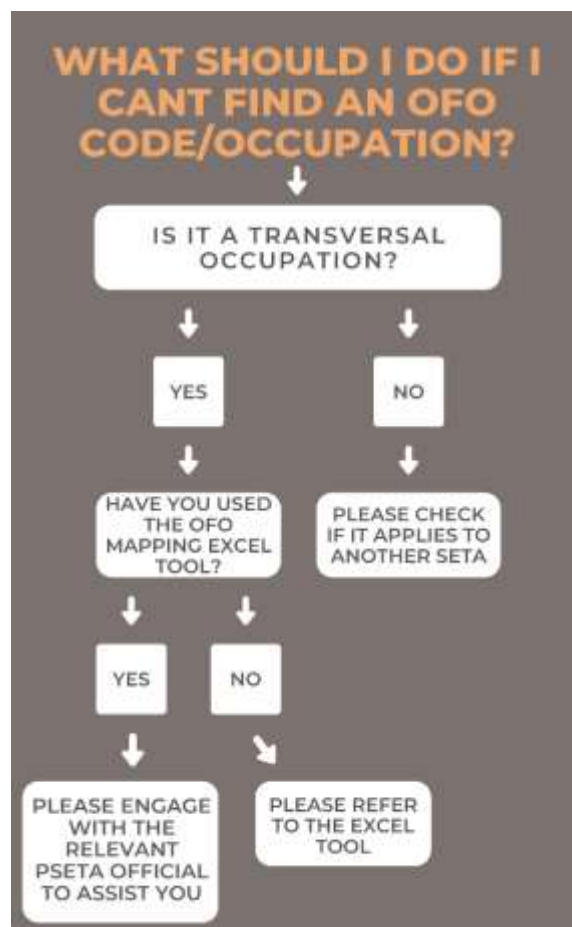 WHAT SHOULD I DO IF I
CANT FIND AN OFO
CODE/OCCUPATION?
IS IT A TRANSVERSAL
OCCUPATION?
YES
NO
HAVE YOU USED
THE OFO
MAPPING EXCEL
TOOL?
PLEASE CHECK
IF IT APPLIES TO
ANOTHER SETA
YES
NO
PLEASE ENGAGE
WITH THE
RELEVANT
PSETA OFFICIAL
TO ASSIST YOU
PLEASE REFER
TO THE EXCEL
TOOL